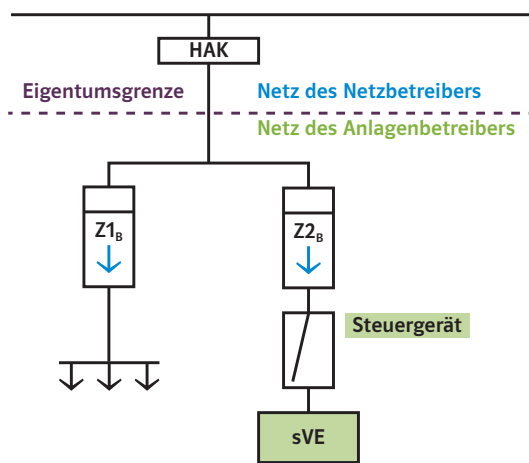 HAK
Eigentumsgrenze
Netz des Netzbetreibers
Netz des Anlagenbetreibers
Z1B
Z2B
Steuergerät
sVE